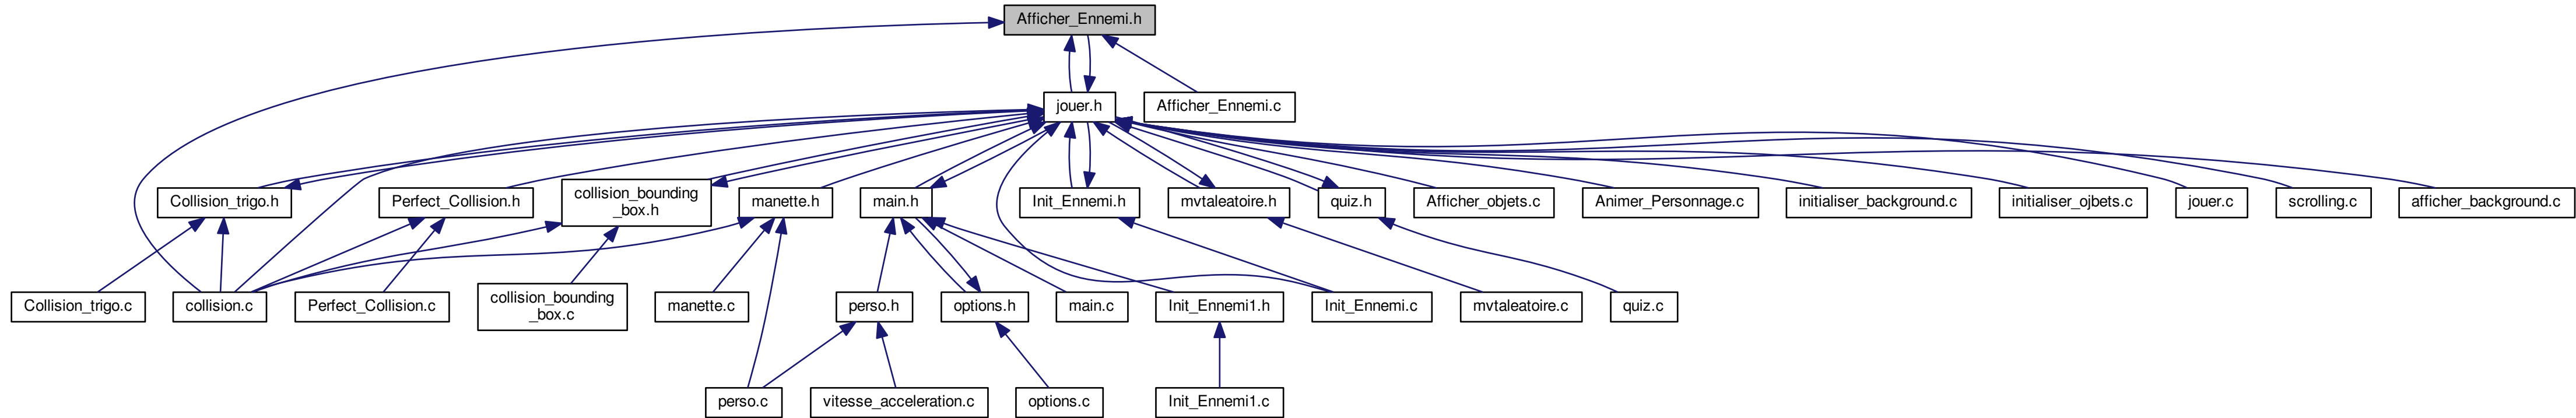 Afficher_Ennemi.h
jouer.h
Afficher_Ennemi.c
Collision_trigo.h
Perfect_Collision.h
collision_bounding
_box.h
manette.h
main.h
Init_Ennemi.h
mvtaleatoire.h
quiz.h
Afficher_objets.c
Animer_Personnage.c
initialiser_background.c
initialiser_ojbets.c
jouer.c
scrolling.c
afficher_background.c
Collision_trigo.c
collision.c
Perfect_Collision.c
collision_bounding
_box.c
manette.c
perso.h
options.h
main.c
Init_Ennemi1.h
Init_Ennemi.c
mvtaleatoire.c
quiz.c
perso.c
vitesse_acceleration.c
options.c
Init_Ennemi1.c